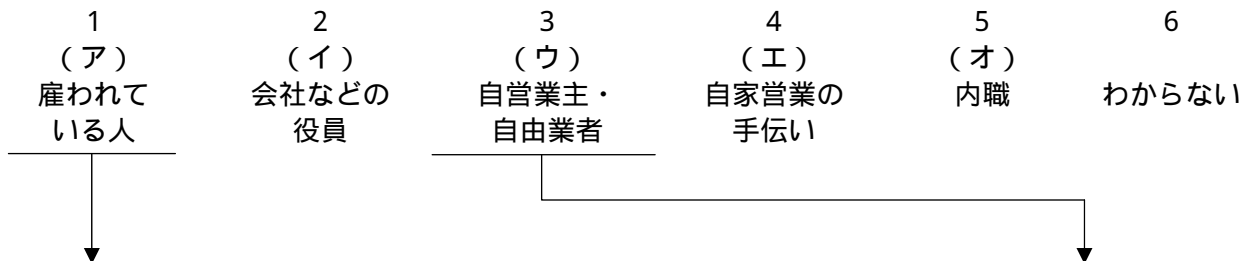 1 2 3 4 5 6
（ア） （イ） （ウ） （エ） （オ）
雇われて 会社などの 自営業主・ 自家営業の 内職 わからない
いる人 役員 自由業者 手伝い